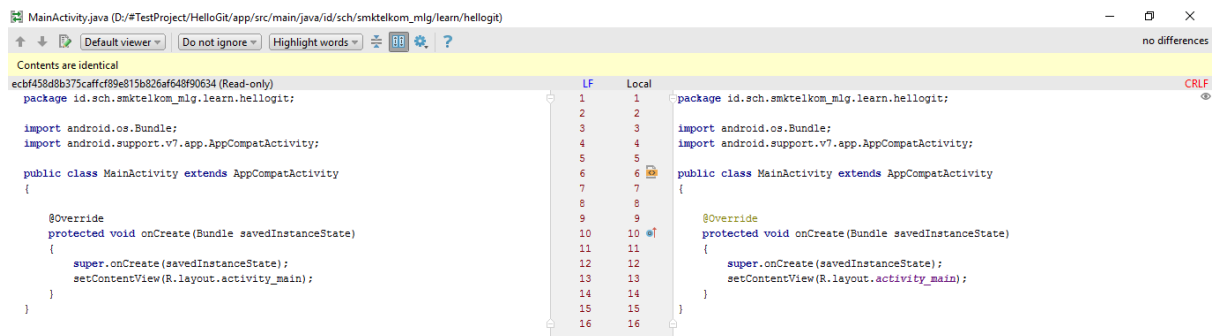 MainActivity.java (D:/#TestProject/HelloGit/app/src/main/java/id/sch/smktelkom_mlg/learn/hellogit)
Default viewer Do not ignore Highlight words ? no differences
Contents are identical
ecbf458d8b375caffcf89e815b826af648f90634 (Read-only) LF Local CRLF
package id.sch.smktelkom_mlg.learn.hellogit; 1 1 package id.sch.smktelkom_mlg.learn.hellogit;
2 2
import android.os.Bundle; 3 3 import android.os.Bundle;
import android.support.v7.app.AppCompatActivity; 4 4 import android.support.v7.app.AppCompatActivity;
5 5
public class MainActivity extends AppCompatActivity 6 6 public class MainActivity extends AppCompatActivity
{ 7 7 {
8 8
@Override 9 9 @Override
protected void onCreate(Bundle savedInstanceState) 10 10 protected void onCreate(Bundle savedInstanceState)
{ 11 11 {
super.onCreate(savedInstanceState); 12 12 super.onCreate(savedInstanceState);
setContentView(R.layout.activity_main); 13 13 setContentView(R.layout.activity_main);
} 14 14 }
} 15 15 }
16 16